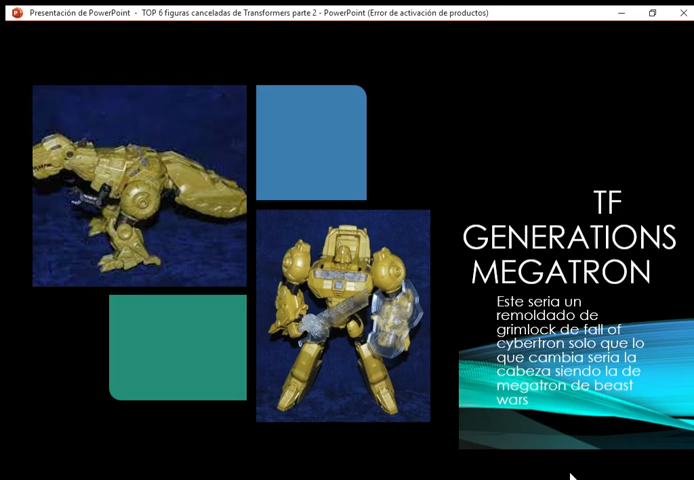 Presentación de PowerPoint - TOP 6 figuras canceladas de Transformers parte 2 - PowerPoint (Error de activación de productos)
TF
GENERATIONS
MEGATRON
Este seria un
remoldado de
grimlock de fall of
cybertron solo que lo
que cambia seria la
cabeza siendo la de
megatron de beast
wars